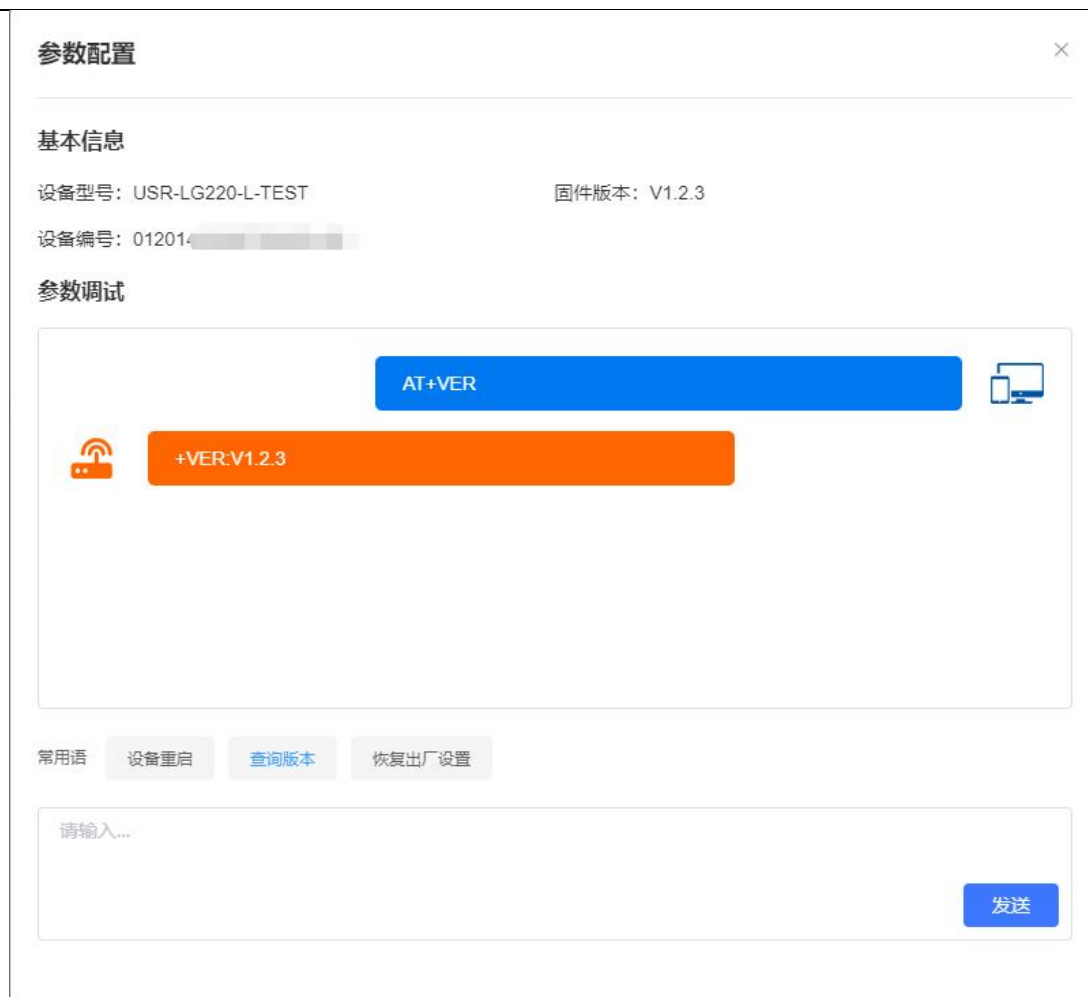 参数配置
基本信息
设备型号：USR-LG220-L-TEST 固件版本：V1.2.3
设备编号：01201
参数调试
AT+VER
+VER:V1.2.3
常用语 设备重启 查询版本 恢复出厂设置
请输入...
发送